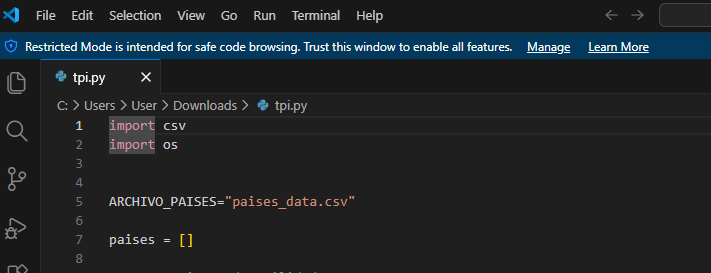 File Edit Selection View Go Run Terminal Help
Restricted Mode is intended for safe code browsing. Trust this window to enable all features. Manage Learn More
tpi.py
C: > Users > User > Downloads > tpi.py
1 import csv
2 import os
3
4
5 ARCHIVO_PAISES="paises_data.csv"
6
7 paises = []
8